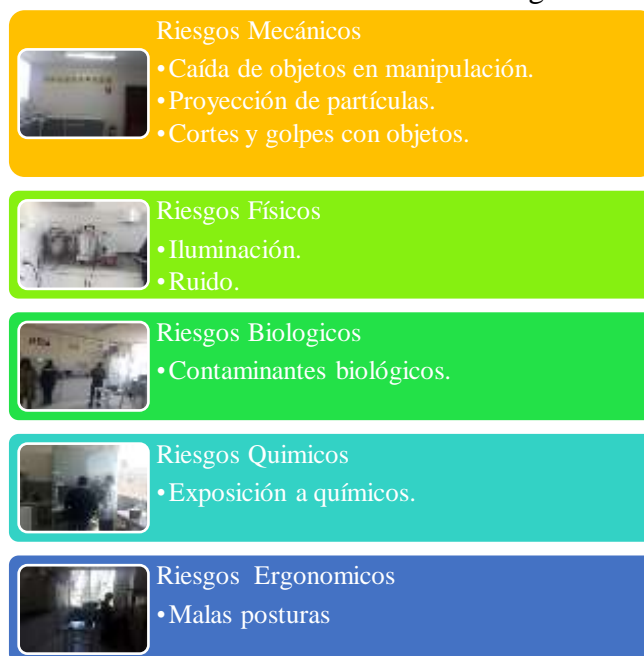 Riesgos Mecánicos
•Caída de objetos en manipulación.
•Proyección de partículas.
•Cortes y golpes con objetos.
Riesgos Físicos
•Iluminación.
•Ruido.
Riesgos Biologicos
•Contaminantes biológicos.
Riesgos Quimicos
•Exposición a químicos.
Riesgos Ergonomicos
•Malas posturas